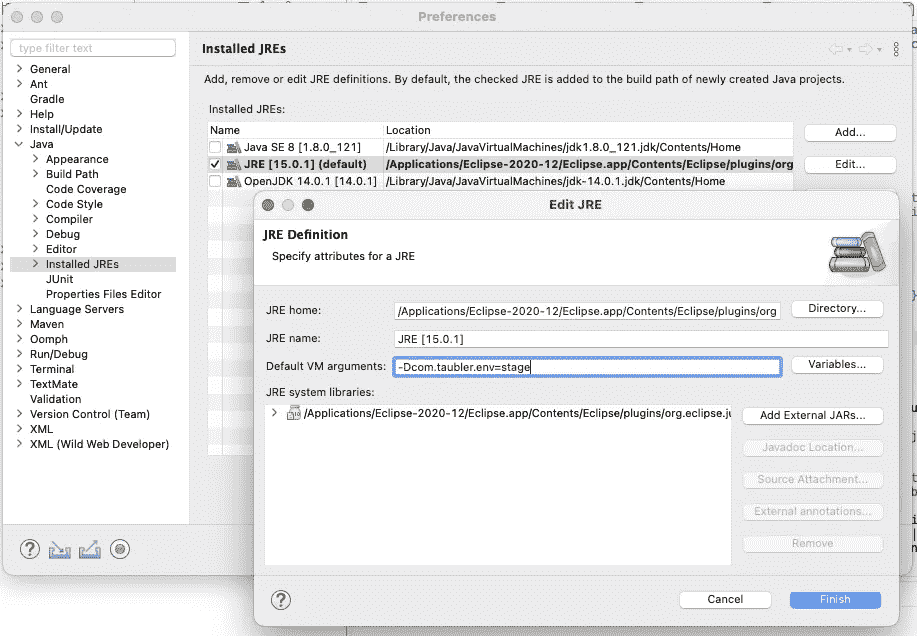 Preferences
type filter text
General
Ant
Gradle
Help
Install/Update
Java
Appearance
Build Path
Code Coverage
Code Style
Compiler
Debug
Editor
Installed JREs
JUnit
Properties Files Editor
Language Servers
Maven
Oomph
Run/Debug
Terminal
TextMate
Validation
Version Control (Team)
XML
XML (Wild Web Developer)
Installed JREs
Add, remove or edit JRE definitions. By default, the checked JRE is added to the build path of newly created Java projects.
Installed JREs:
Name Location
Java SE 8 [1.8.0_121] /Library/Java/JavaVirtualMachines/jdk1.8.0_121.jdk/Contents/Home
JRE [15.0.1] (default) /Applications/Eclipse-2020-12/Eclipse.app/Contents/Eclipse/plugins/org
OpenJDK 14.0.1 [14.0.1] /Library/Java/JavaVirtualMachines/jdk-14.0.1.jdk/Contents/Home
Add...
Edit...
Edit JRE
JRE Definition
Specify attributes for a JRE
JRE home: /Applications/Eclipse-2020-12/Eclipse.app/Contents/Eclipse/plugins/org Directory...
JRE name: JRE [15.0.1]
Default VM arguments: -Dcom.taubler.env=stage Variables...
JRE system libraries:
/Applications/Eclipse-2020-12/Eclipse.app/Contents/Eclipse/plugins/org.eclipse.ju
Add External JARs...
Javadoc Location...
Source Attachment...
External annotations...
Remove
Cancel Finish